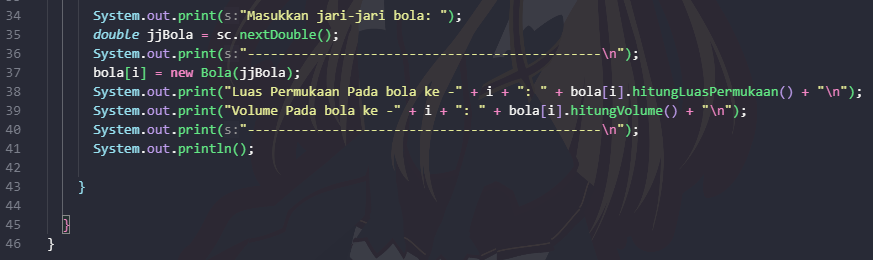 34 System.out.print(s:"Masukkan jari-jari bola: ");
35 double jjBola = sc.nextDouble();
36 System.out.print(s:"----------------------------------------------\n");
37 bola[i] = new Bola(jjBola);
38 System.out.print("Luas Permukaan Pada bola ke -" + i + ": " + bola[i].hitungLuasPermukaan() + "\n");
39 System.out.print("Volume Pada bola ke -" + i + ": " + bola[i].hitungVolume() + "\n");
40 System.out.print(s:"----------------------------------------------\n");
41 System.out.println();
42
43 }
44
45 }
46 }